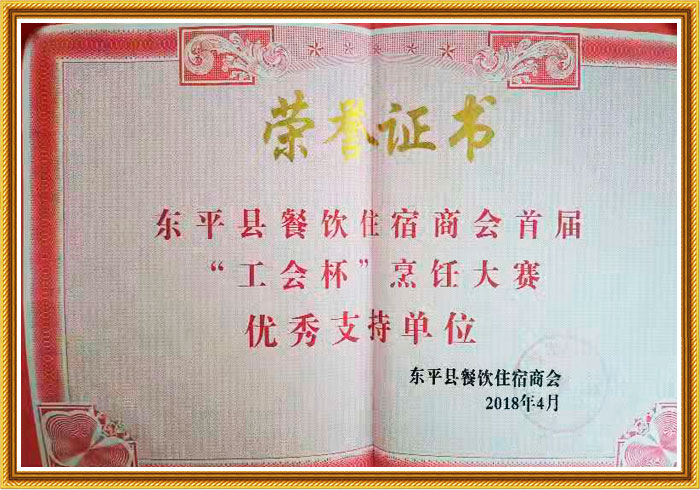 荣誉证书
东平县餐饮住宿商会首届
“工会杯”烹饪大赛
优秀支持单位
东平县餐饮住宿商会
2018年4月